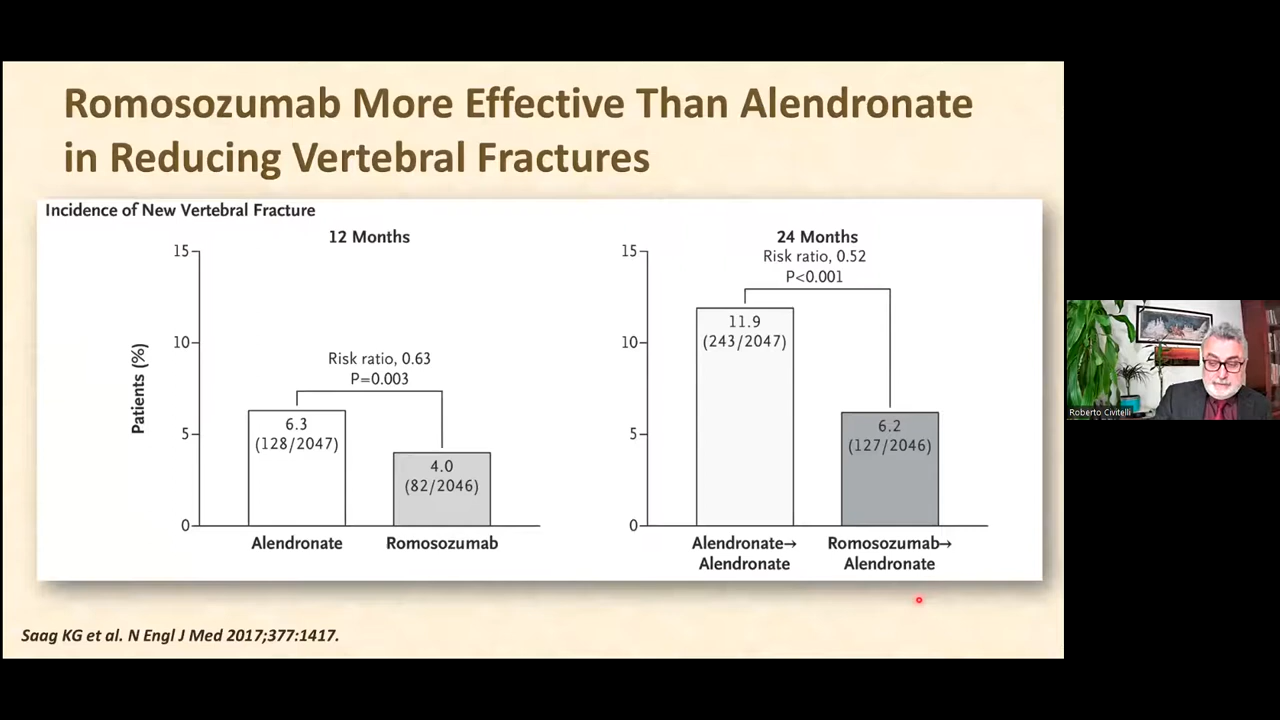 Romosozumab More Effective Than Alendronate
in Reducing Vertebral Fractures
Incidence of New Vertebral Fracture
12 Months
15
10
5
0
Patients (%)
Risk ratio, 0.63
P=0.003
6.3
(128/2047)
4.0
(82/2046)
Alendronate
Romosozumab
24 Months
Risk ratio, 0.52
P<0.001
15
10
5
0
11.9
(243/2047)
6.2
(127/2046)
Alendronate→
Alendronate
Romosozumab→
Alendronate
Saag KG et al. N Engl J Med 2017;377:1417.
Roberto Civitelli